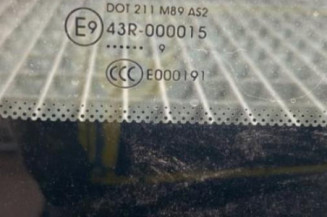 DOT 211 M89 AS2
E9 43R-000015
•••••• 9
CCC E000191